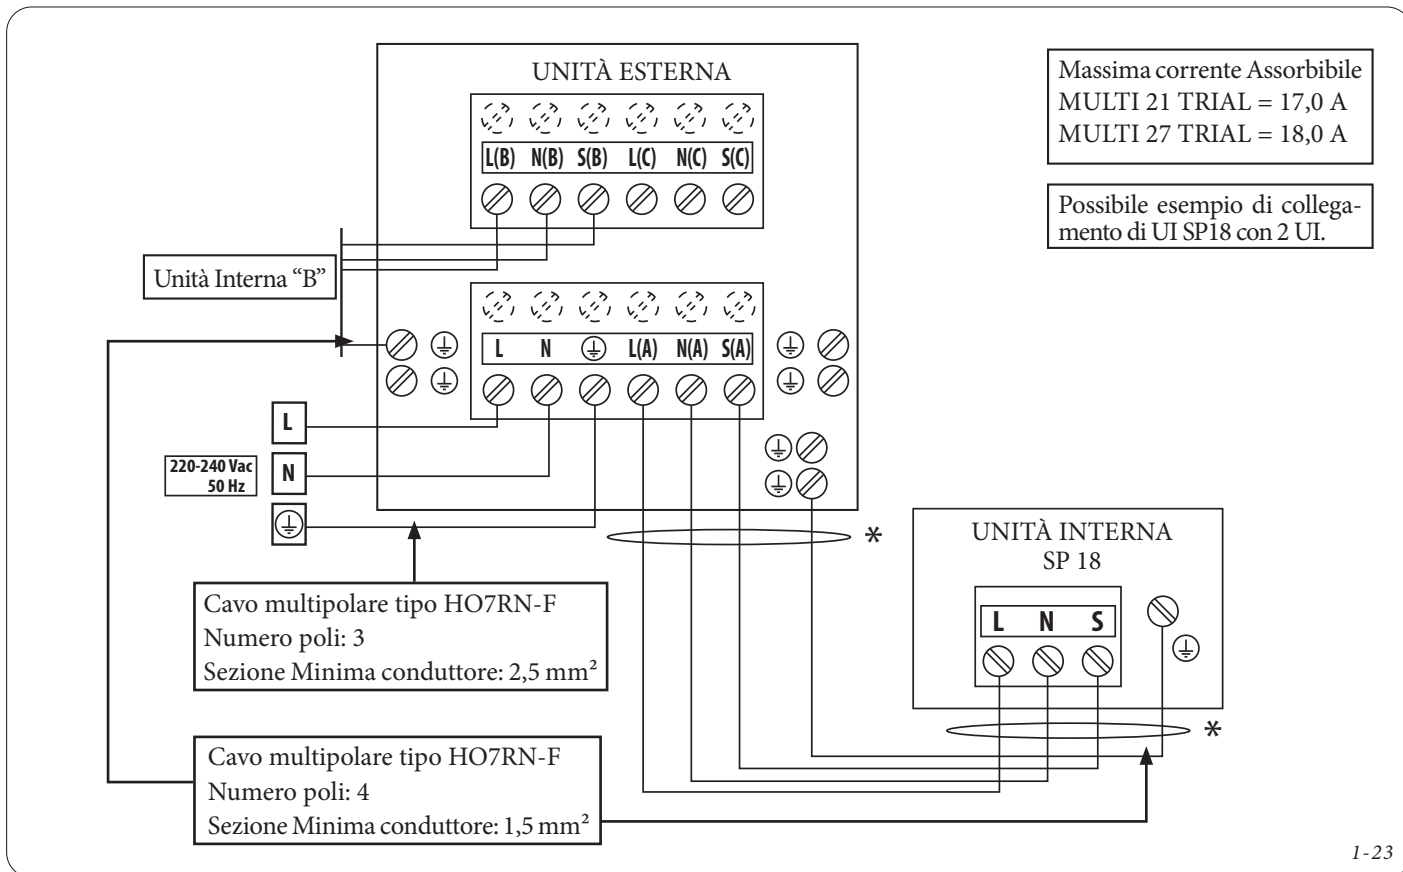 UNITÀ ESTERNA
L(B) N(B) S(B) L(C) N(C) S(C)
Massima corrente Assorbibile
MULTI 21 TRIAL = 17,0 A
MULTI 27 TRIAL = 18,0 A
Possibile esempio di collega-
mento di UI SP18 con 2 UI.
Unità Interna “B”
L N L(A) N(A) S(A)
L
220-240 Vac
50 Hz
N
*
UNITÀ INTERNA
SP 18
L N S
*
Cavo multipolare tipo HO7RN-F
Numero poli: 3
Sezione Minima conduttore: 2,5 mm²
Cavo multipolare tipo HO7RN-F
Numero poli: 4
Sezione Minima conduttore: 1,5 mm²
1-23